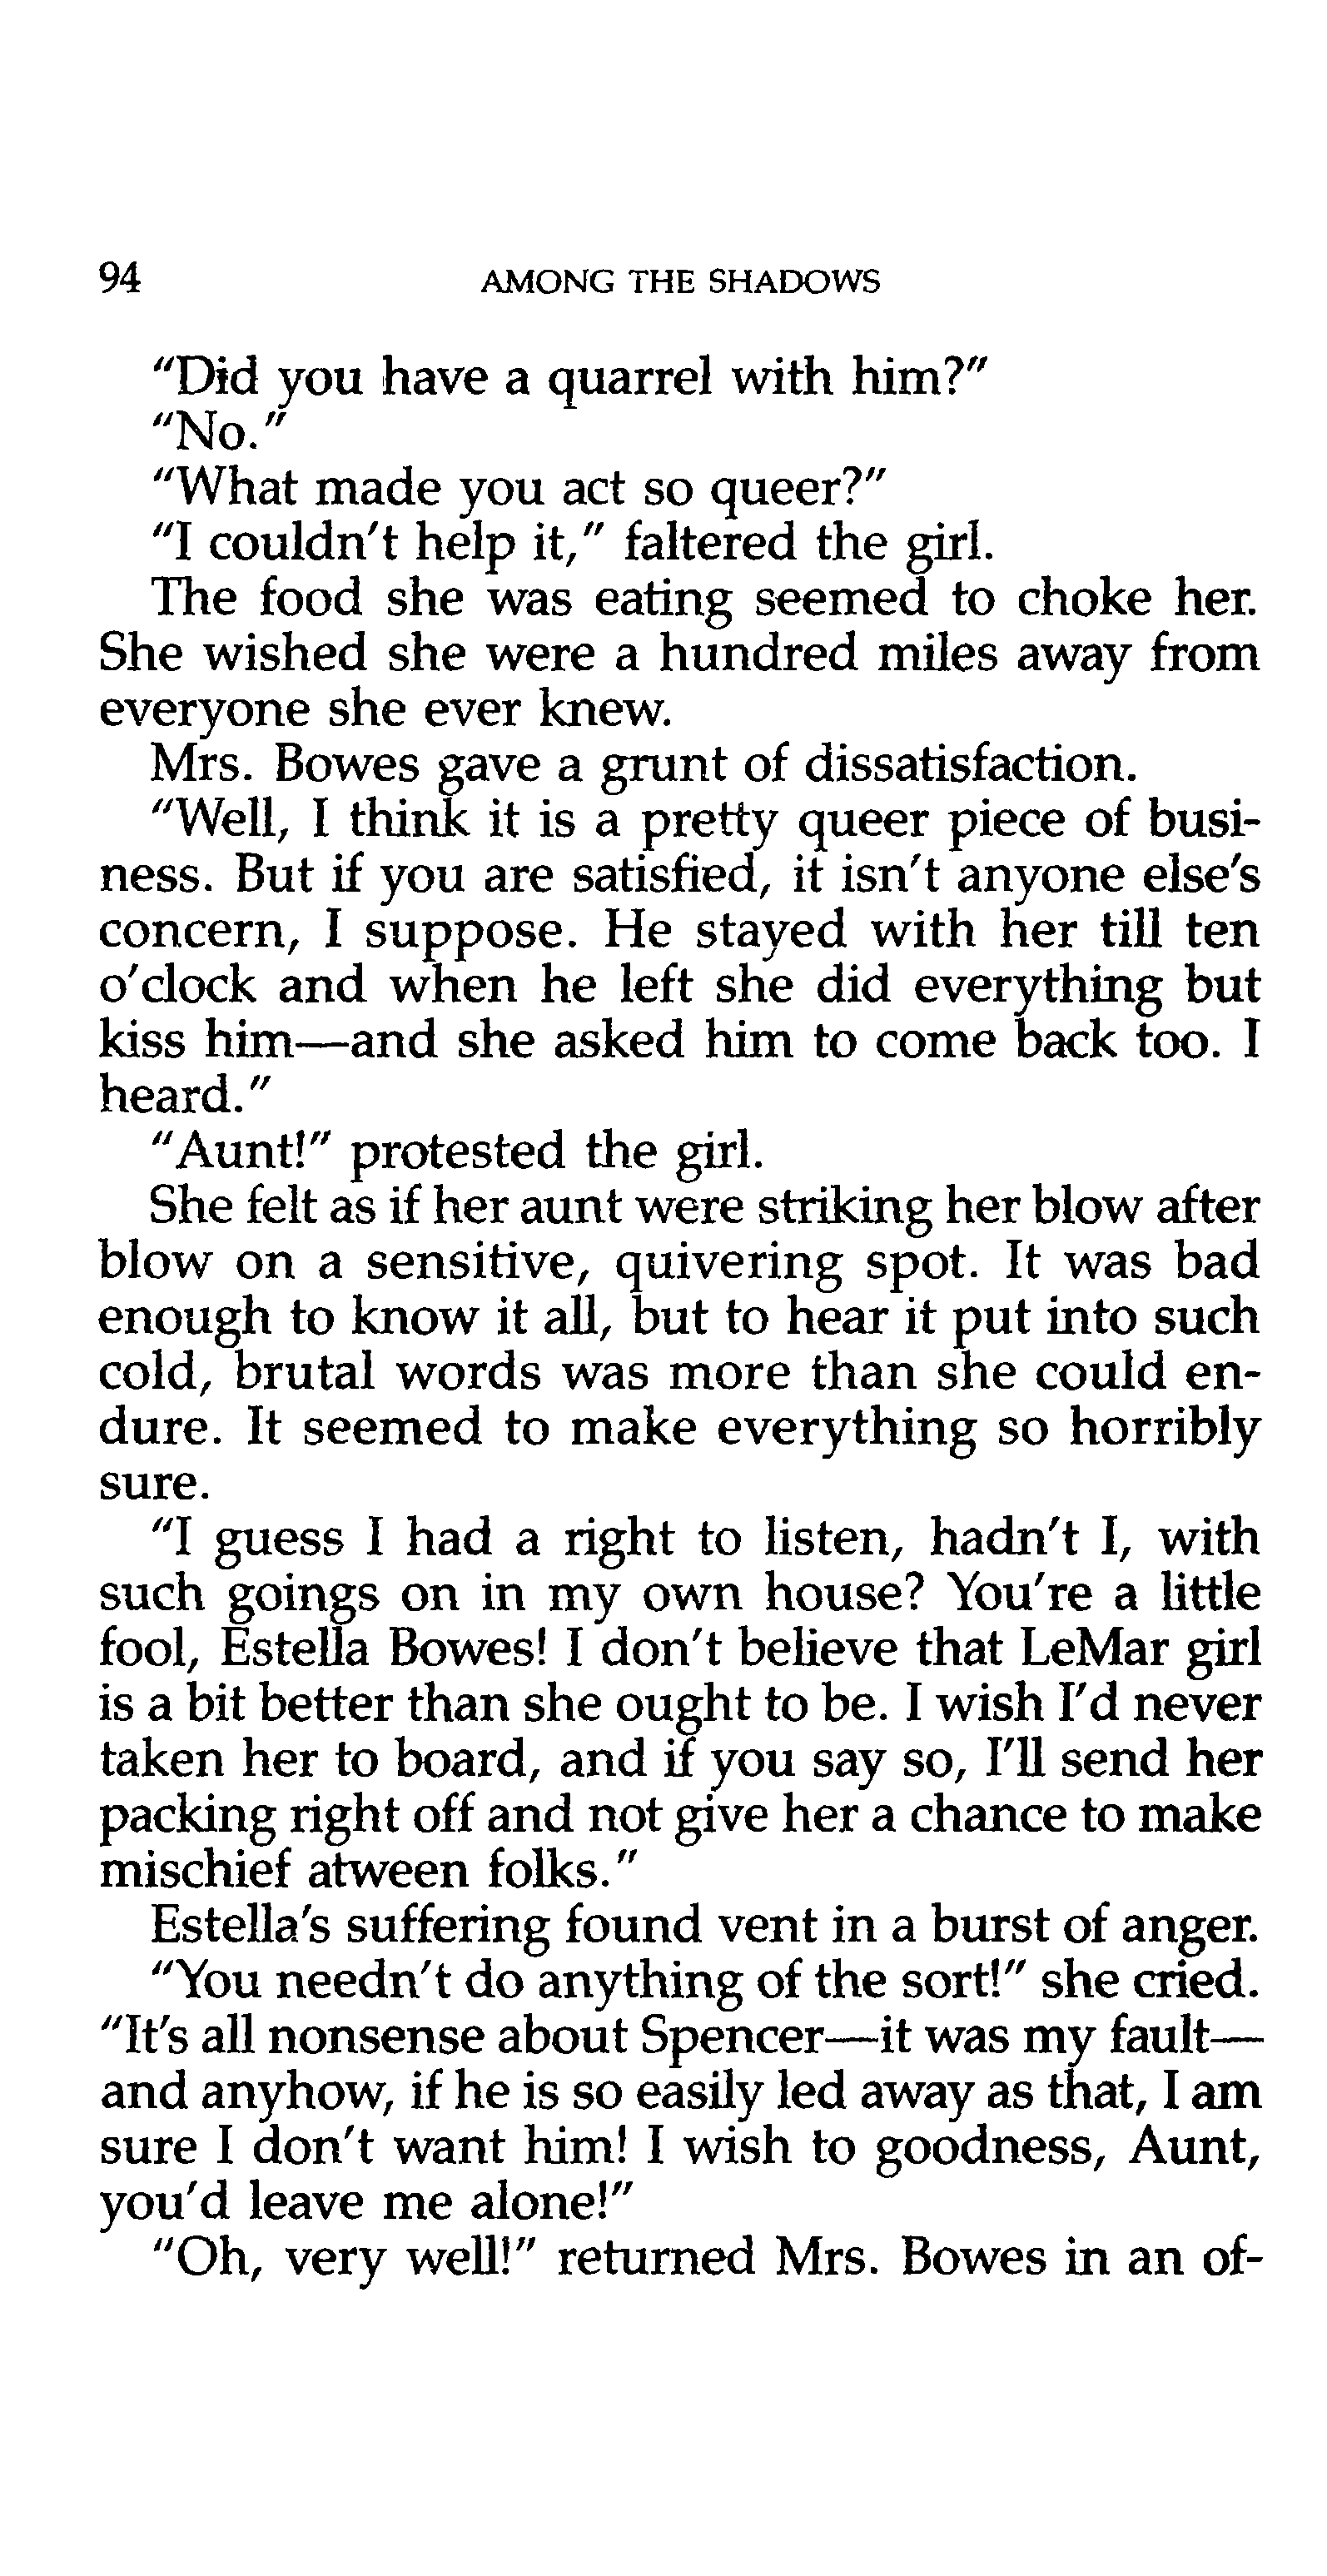 94 AMONG THE SHADOWS
"Did you have a quarrel with him?"
"No."
"What made you act so queer?"
"I couldn't help it," faltered the girl.
The food she was eating seemed to choke her.
She wished she were a hundred miles away from
everyone she ever knew.
Mrs. Bowes gave a grunt of dissatisfaction.
"Well, I think it is a pretty queer piece of busi-
ness. But if you are satisfied, it isn't anyone else's
concern, I suppose. He stayed with her till ten
o'clock and when he left she did everything but
kiss him—and she asked him to come back too. I
heard."
"Aunt!" protested the girl.
She felt as if her aunt were striking her blow after
blow on a sensitive, quivering spot. It was bad
enough to know it all, but to hear it put into such
cold, brutal words was more than she could en-
dure. It seemed to make everything so horribly
sure.
"I guess I had a right to listen, hadn't I, with
such goings on in my own house? You're a little
fool, Estella Bowes! I don't believe that LeMar girl
is a bit better than she ought to be. I wish I'd never
taken her to board, and if you say so, I'll send her
packing right off and not give her a chance to make
mischief atween folks."
Estella's suffering found vent in a burst of anger.
"You needn't do anything of the sort!" she cried.
"It's all nonsense about Spencer—it was my fault—
and anyhow, if he is so easily led away as that, I am
sure I don't want him! I wish to goodness, Aunt,
you'd leave me alone!"
"Oh, very well!" returned Mrs. Bowes in an of-